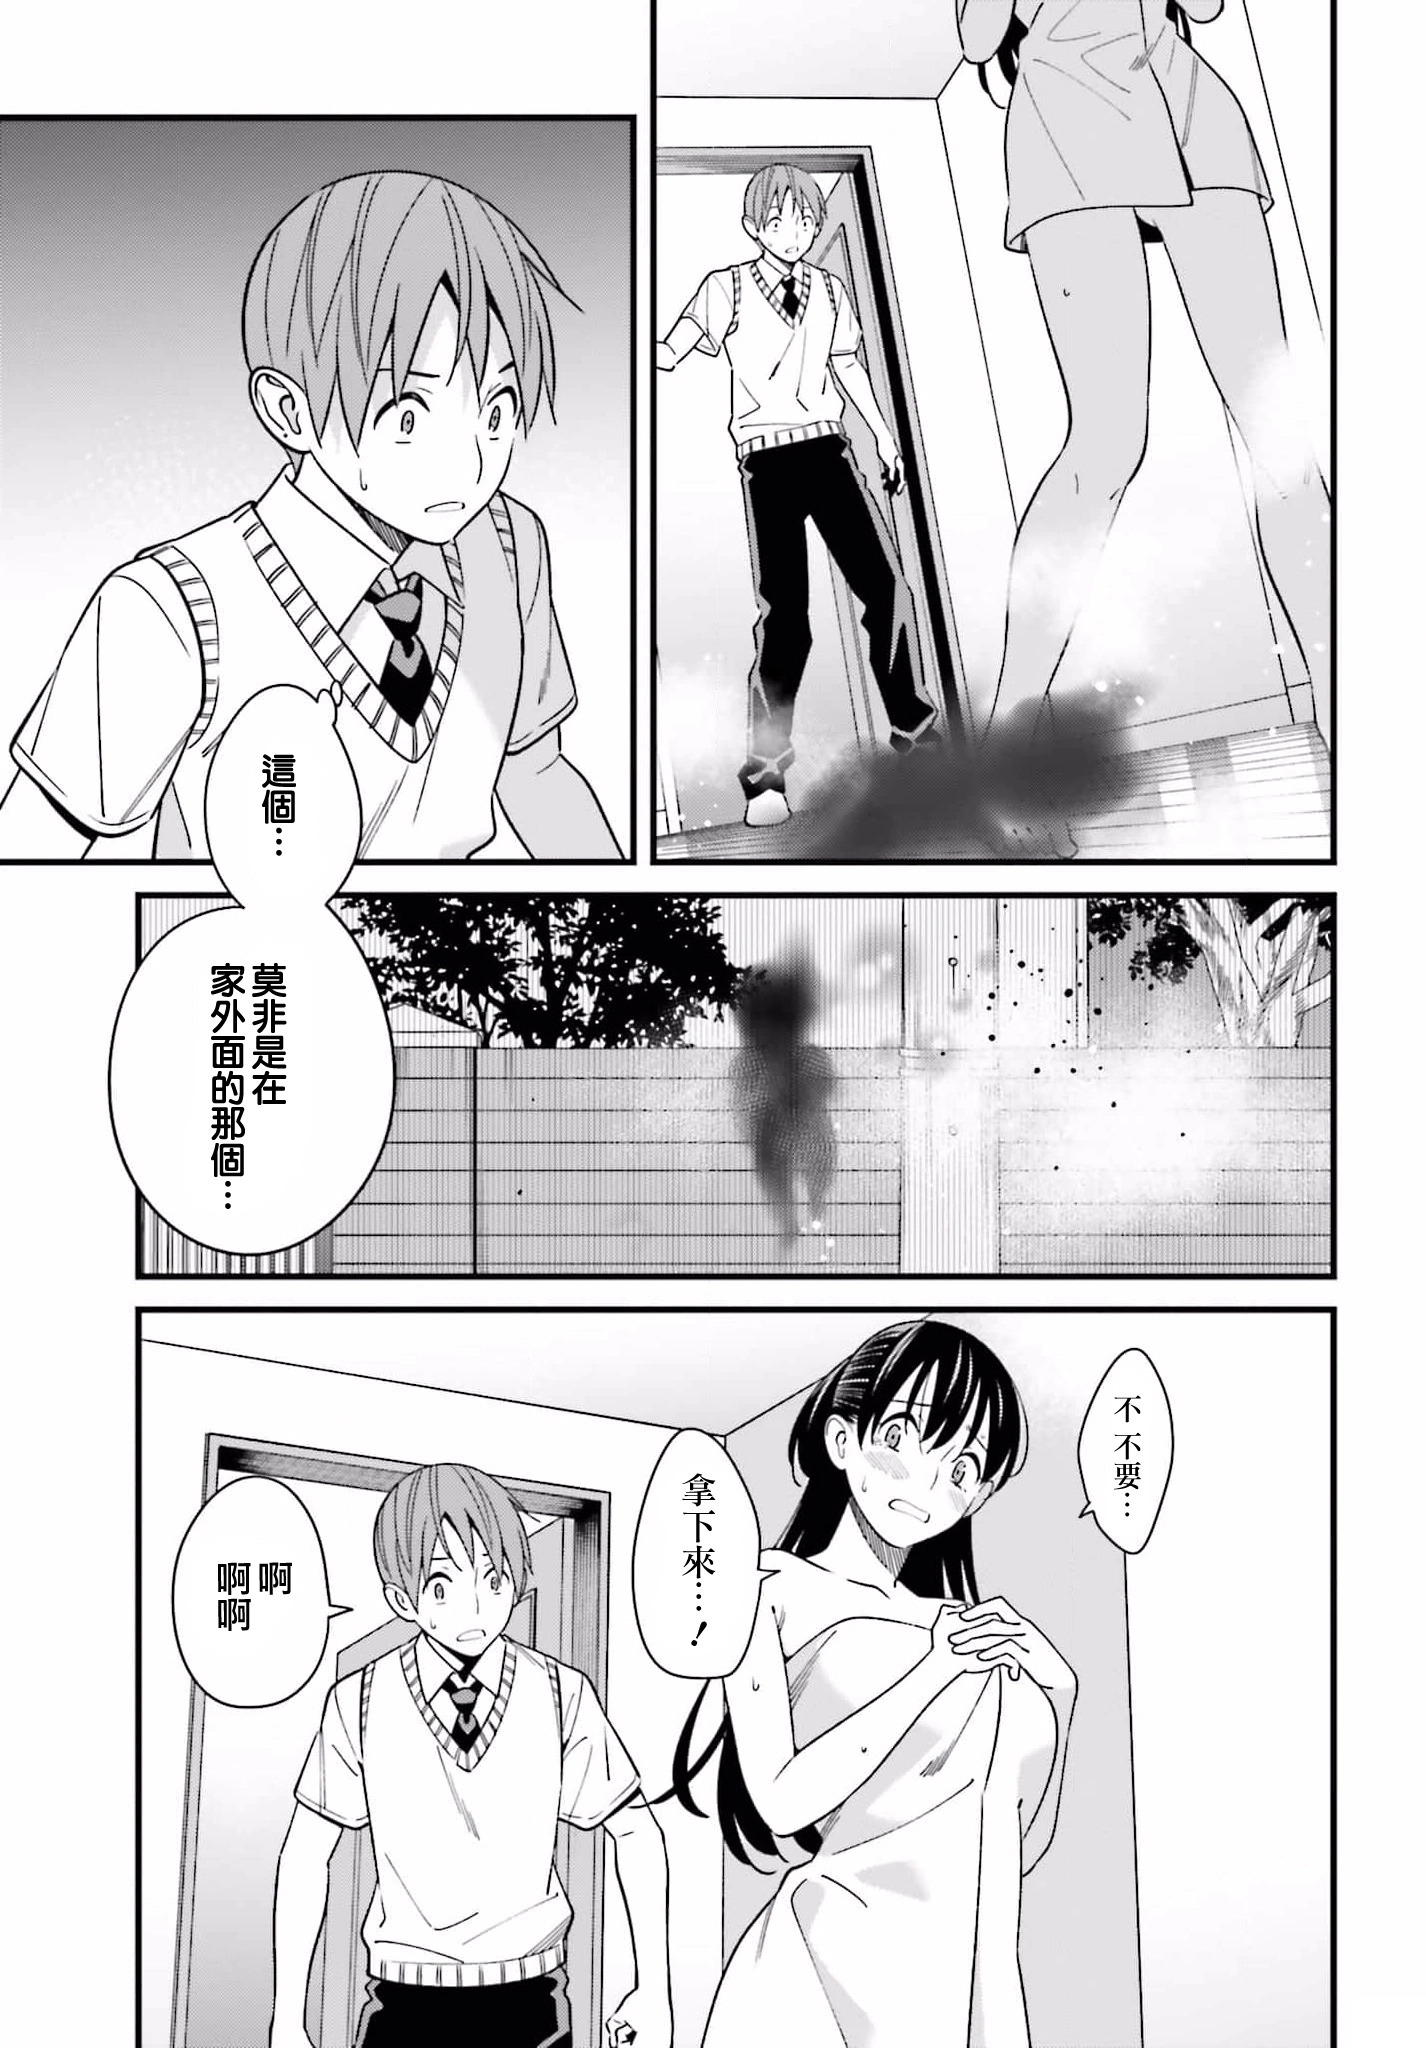 這個…
莫非是在
家外面的那個…
不不要…
拿下來…！
啊
啊啊